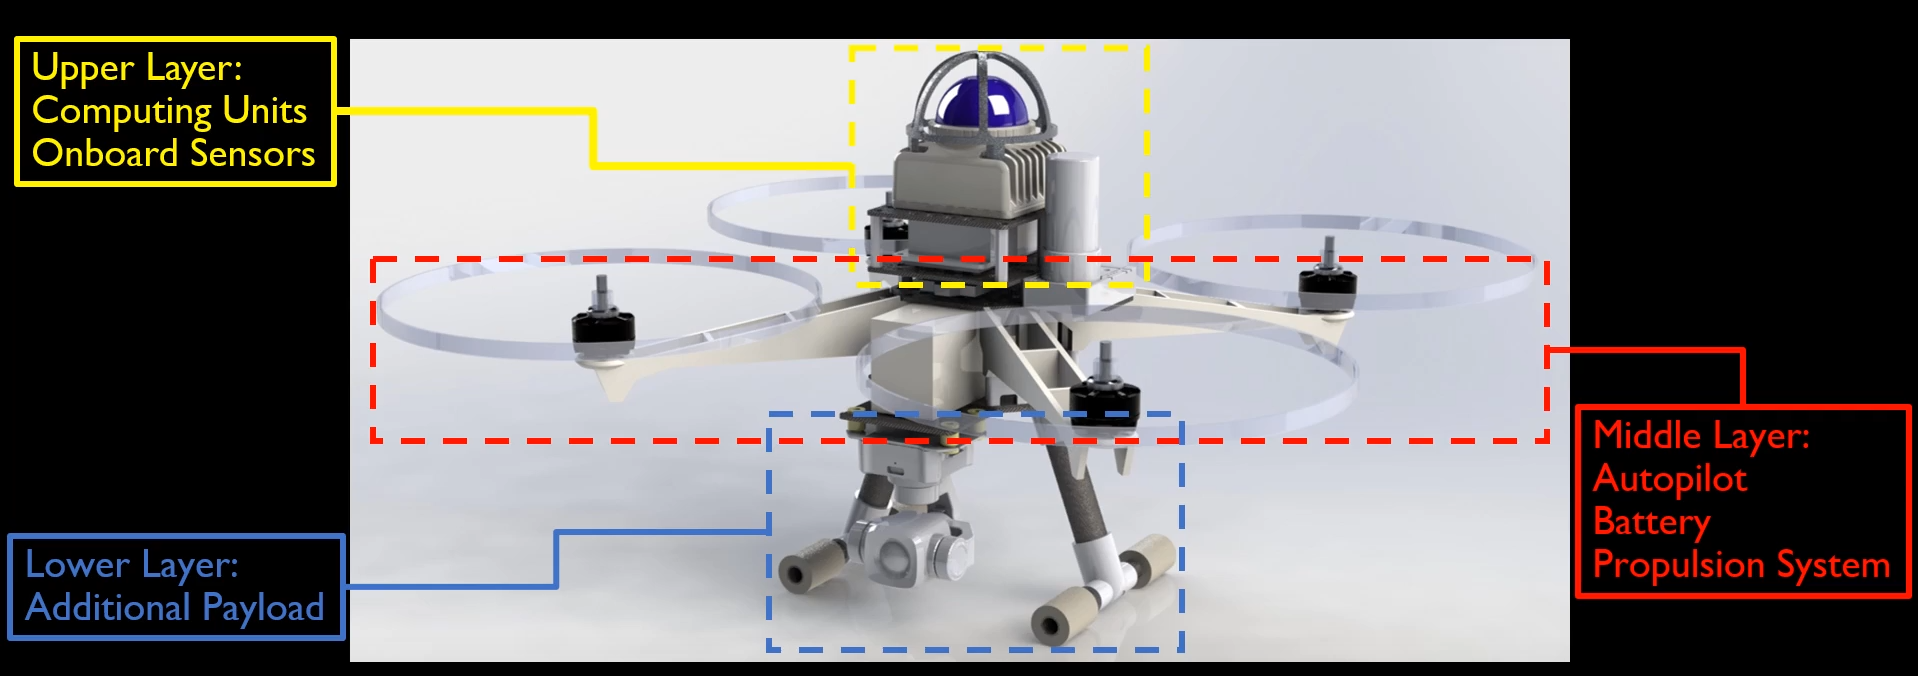 Upper Layer:
Computing Units
Onboard Sensors
Middle Layer:
Autopilot
Battery
Propulsion System
Lower Layer:
Additional Payload